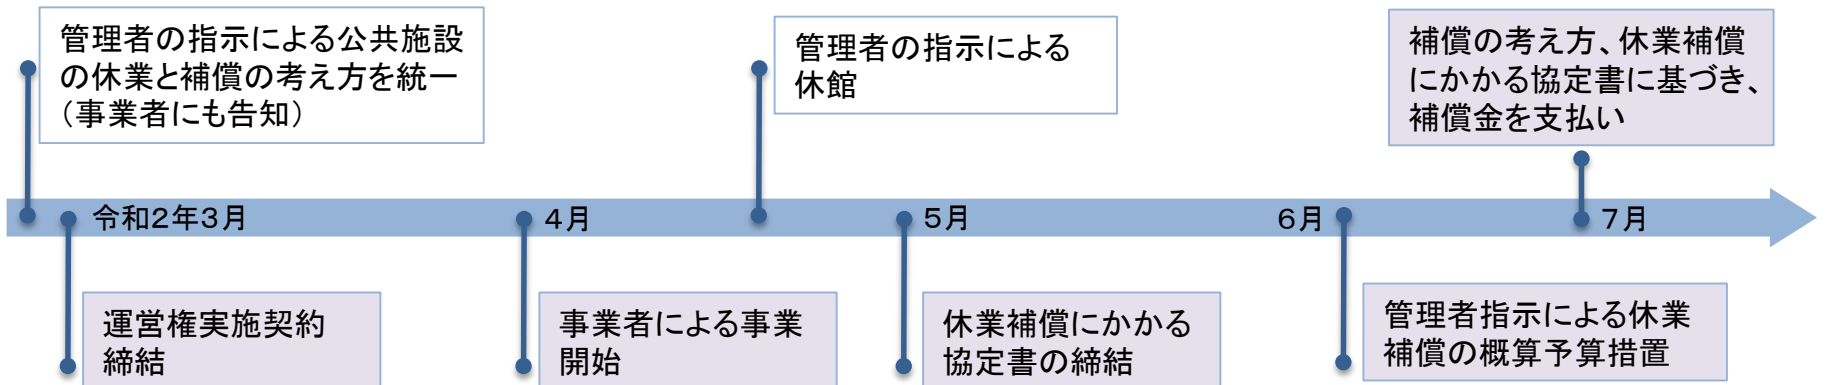 管理者の指示による公共施設
の休業と補償の考え方を統一
（事業者にも告知）
管理者の指示による
休館
補償の考え方、休業補償
にかかる協定書に基づき、
補償金を支払い
令和２年３月
４月
５月
６月
７月
運営権実施契約
締結
事業者による事業
開始
休業補償にかかる
協定書の締結
管理者指示による休業
補償の概算予算措置